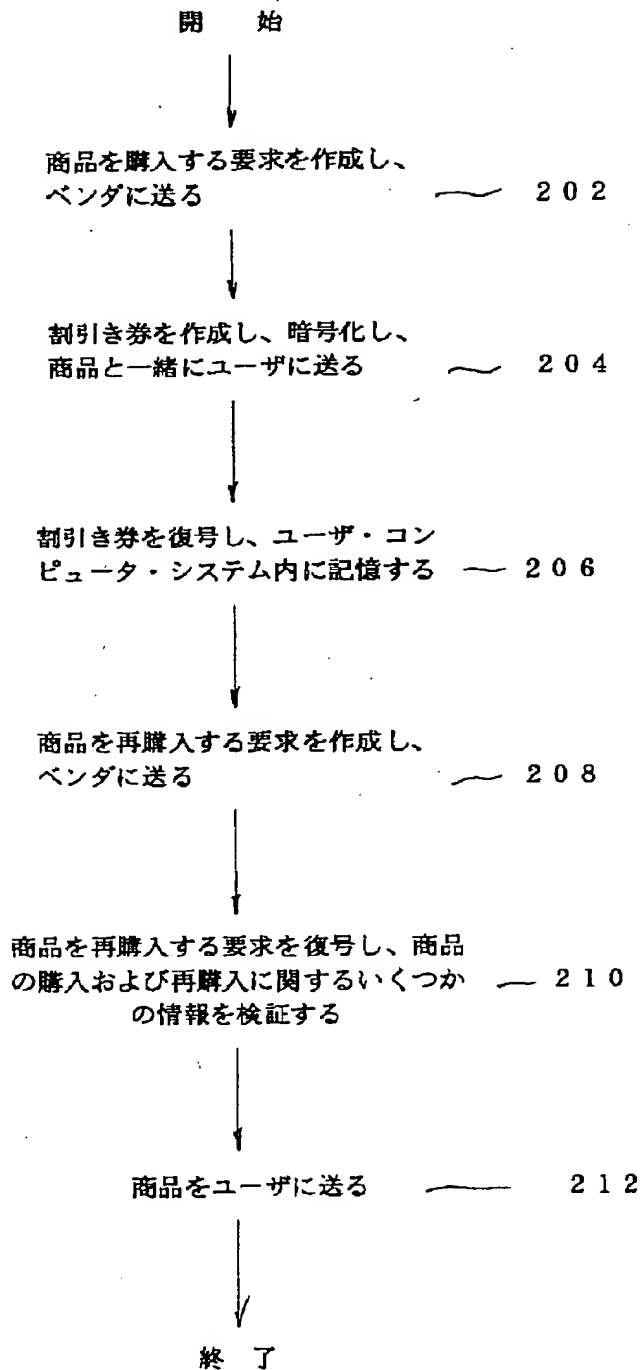 開 始
商品を購入する要求を作成し、
ベンダに送る 202
割引き券を作成し、暗号化し、
商品と一緒にユーザに送る 204
割引き券を復号し、ユーザ・コン
ピュータ・システム内に記憶する 206
商品を再購入する要求を作成し、
ベンダに送る 208
商品を再購入する要求を復号し、商品
の購入および再購入に関するいくつか 210
の情報を検証する
商品をユーザに送る 212
終 了